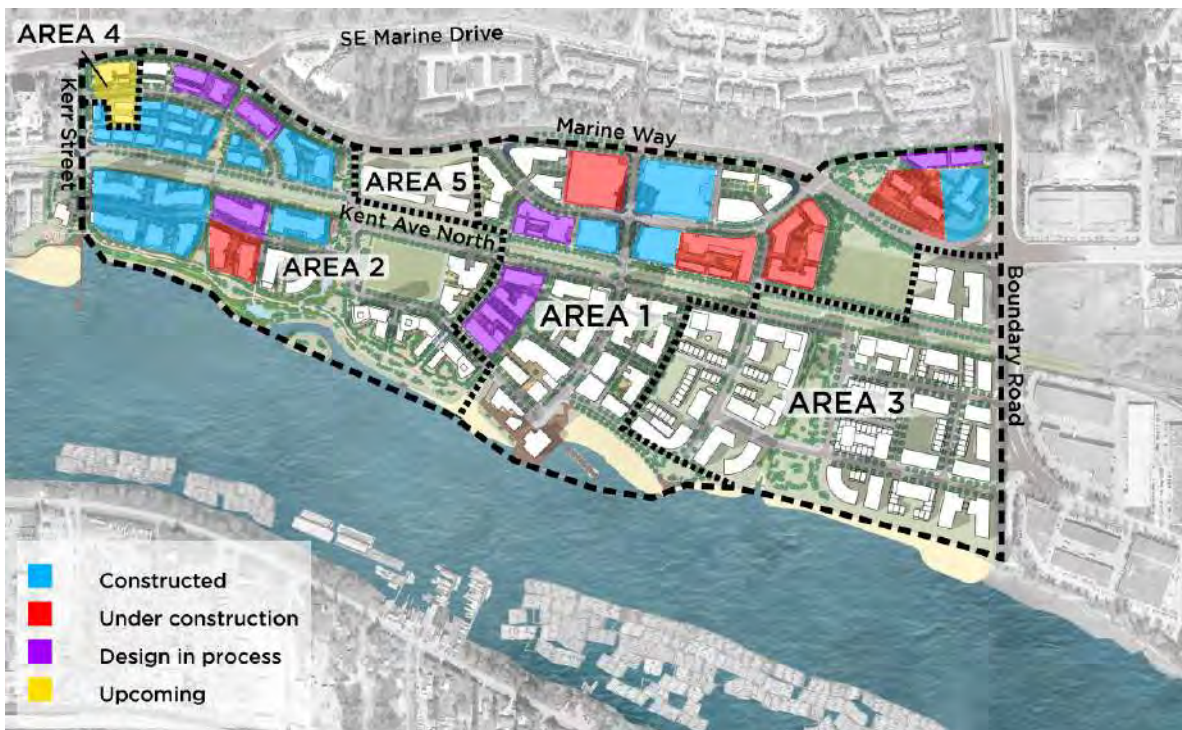 AREA 4
SE Marine Drive
Kerr Street
Marine Way
AREA 5
Kent Ave North
AREA 2
AREA 1
Boundary Road
AREA 3
Constructed
Under construction
Design in process
Upcoming